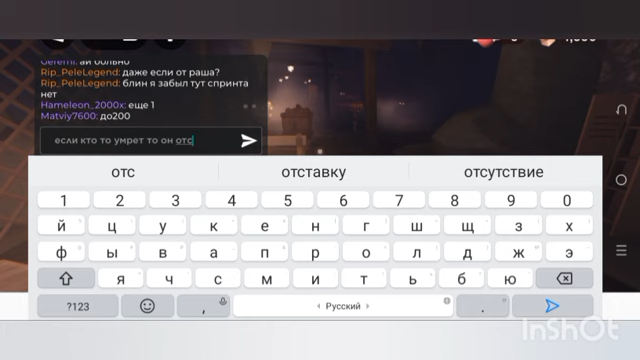 Geremi: ай больно
Rip_PeleLegend: даже если от раша?
Rip_PeleLegend: блин я забыл тут спринта
нет
Hameleon_2000x: еще 1
Matviy7600: до200
если кто то умрет то он отс
отс отставку отсутствие
1 2 3 4 5 6 7 8 9 0
й ц у к е н г ш щ з х
ф ы в а п р о л д ж э
я ч с м и т ь б ю
?123 , Русский .
InShOt